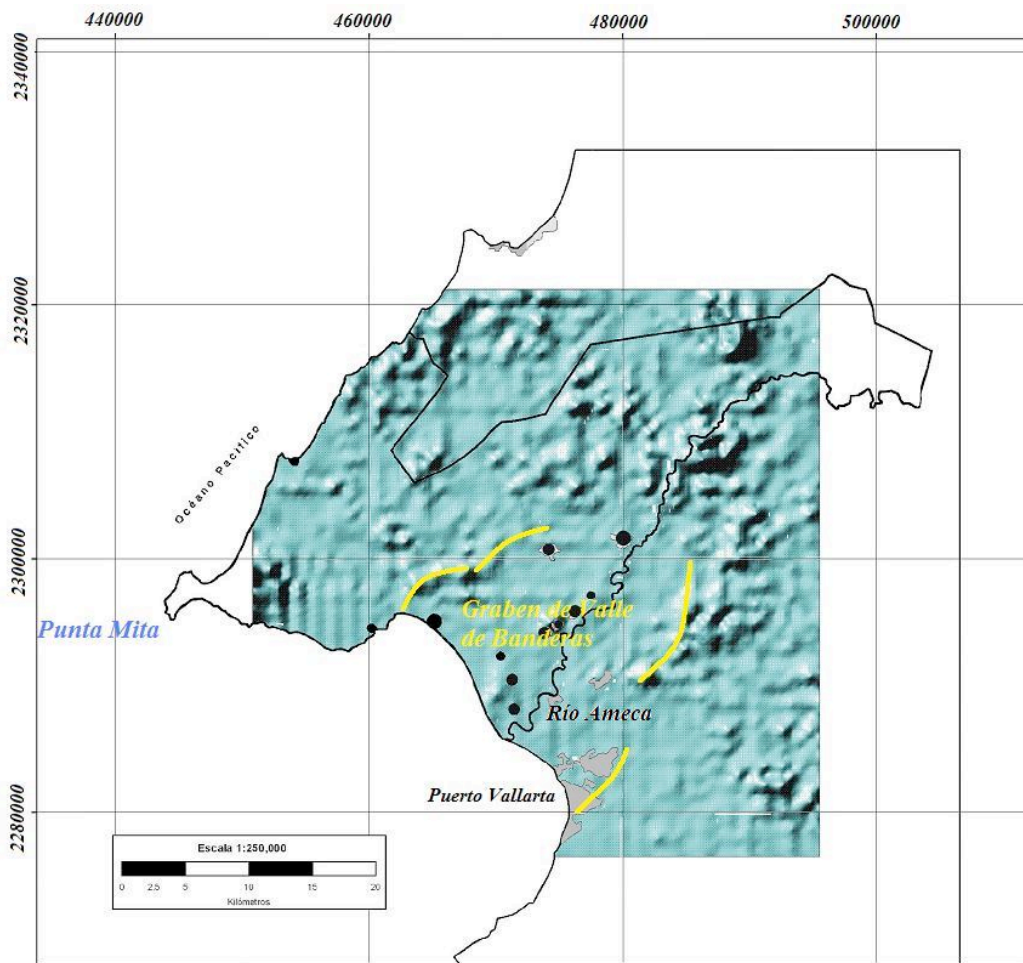 440000
460000
480000
500000
2340000
2320000
2300000
2280000
Océano Pacífico
Punta Mita
Graben de Valle
de Banderas
Río Ameca
Puerto Vallarta
Escala 1:250,000
0 2.5 5 10 15 20
Kilómetros